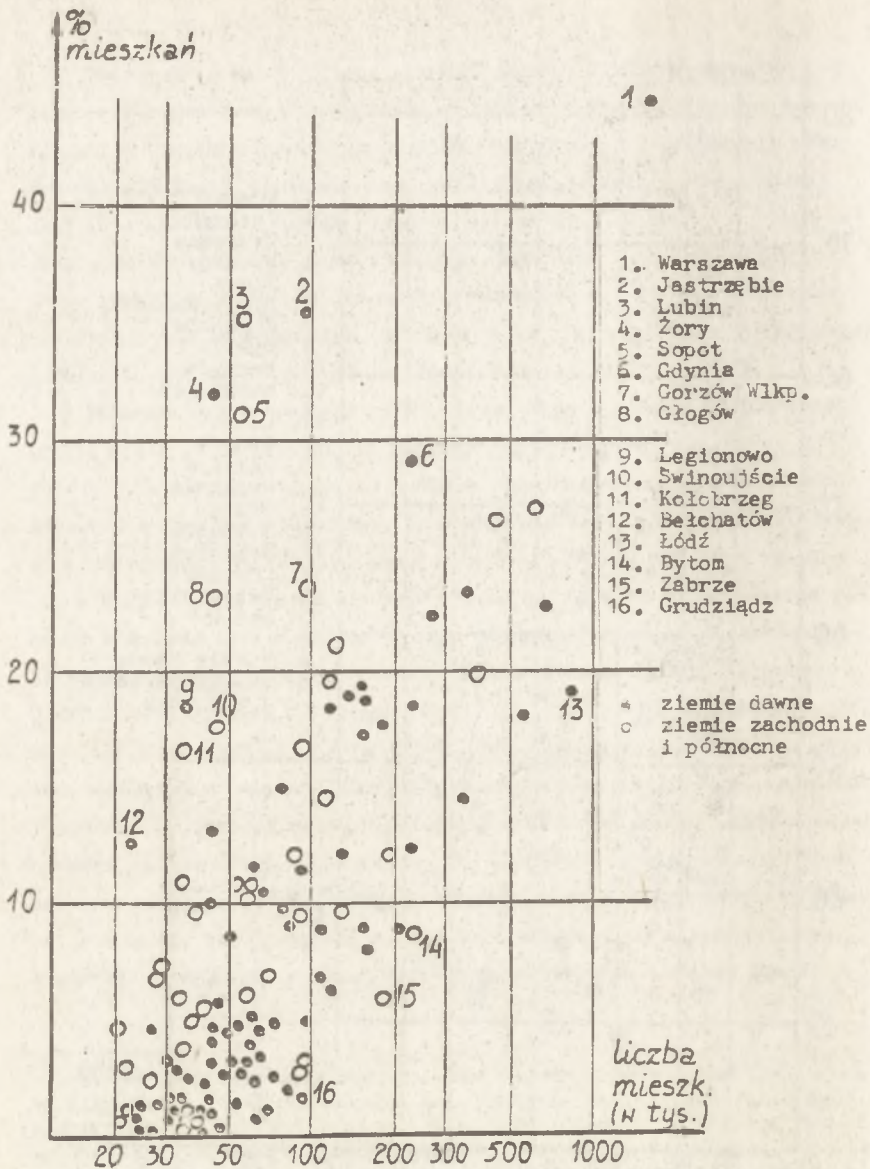 %
mieszkań
1
40
3
2
4
5
30
6
7
8
20
9
10
11
13
12
10
14
15
16
1. Warszawa
2. Jastrzębie
3. Lubin
4. Żory
5. Sopot
6. Gdynia
7. Gorzów Wlkp.
8. Głogów
9. Legionowo
10. Swinoujście
11. Kołobrzeg
12. Bełchatów
13. Łódź
14. Bytom
15. Zabrze
16. Grudziądz
ziemie dawne
ziemie zachodnie
i północne
liczba
mieszk.
(w tys.)
20 30 50 100 200 300 500 1000